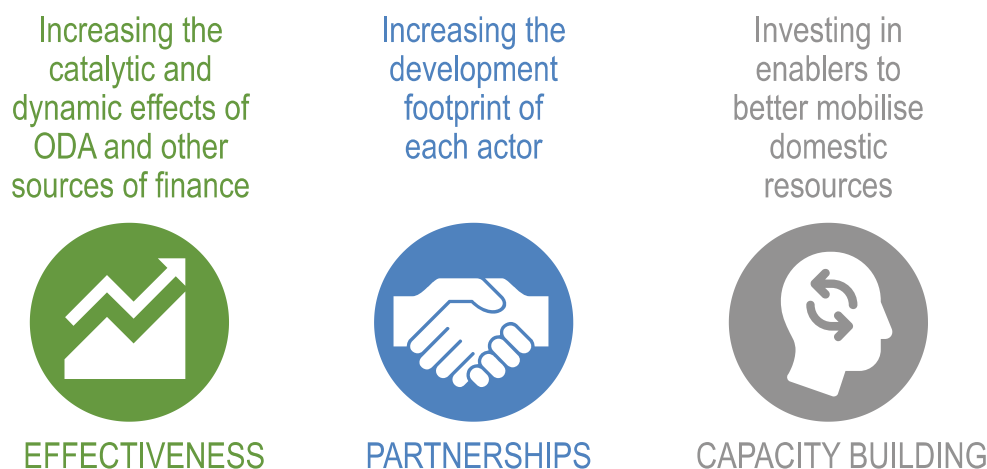 Increasing the
catalytic and
dynamic effects of
ODA and other
sources of finance
EFFECTIVENESS
Increasing the
development
footprint of
each actor
PARTNERSHIPS
Investing in
enablers to
better mobilise
domestic
resources
CAPACITY BUILDING